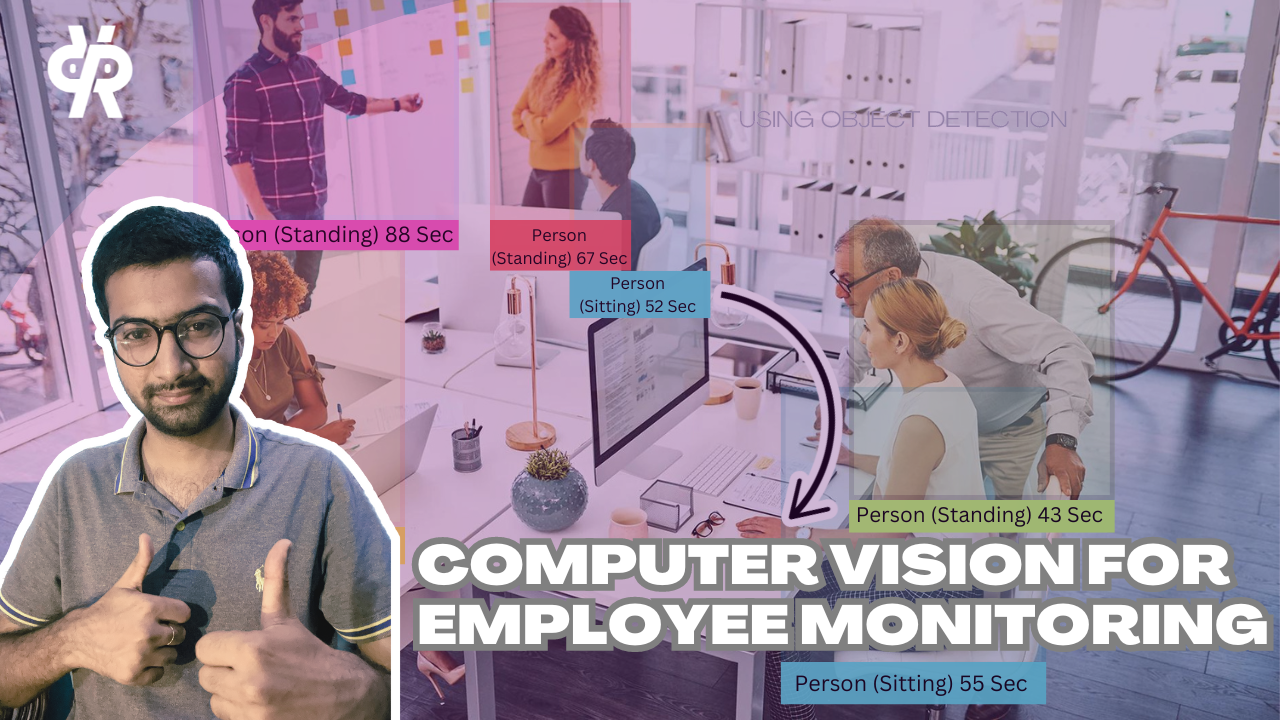 USING OBJECT DETECTION
son (Standing) 88 Sec
Person
(Standing) 67 Sec
Person
(Sitting) 52 Sec
Person (Standing) 43 Sec
COMPUTER VISION FOR
EMPLOYEE MONITORING
Person (Sitting) 55 Sec